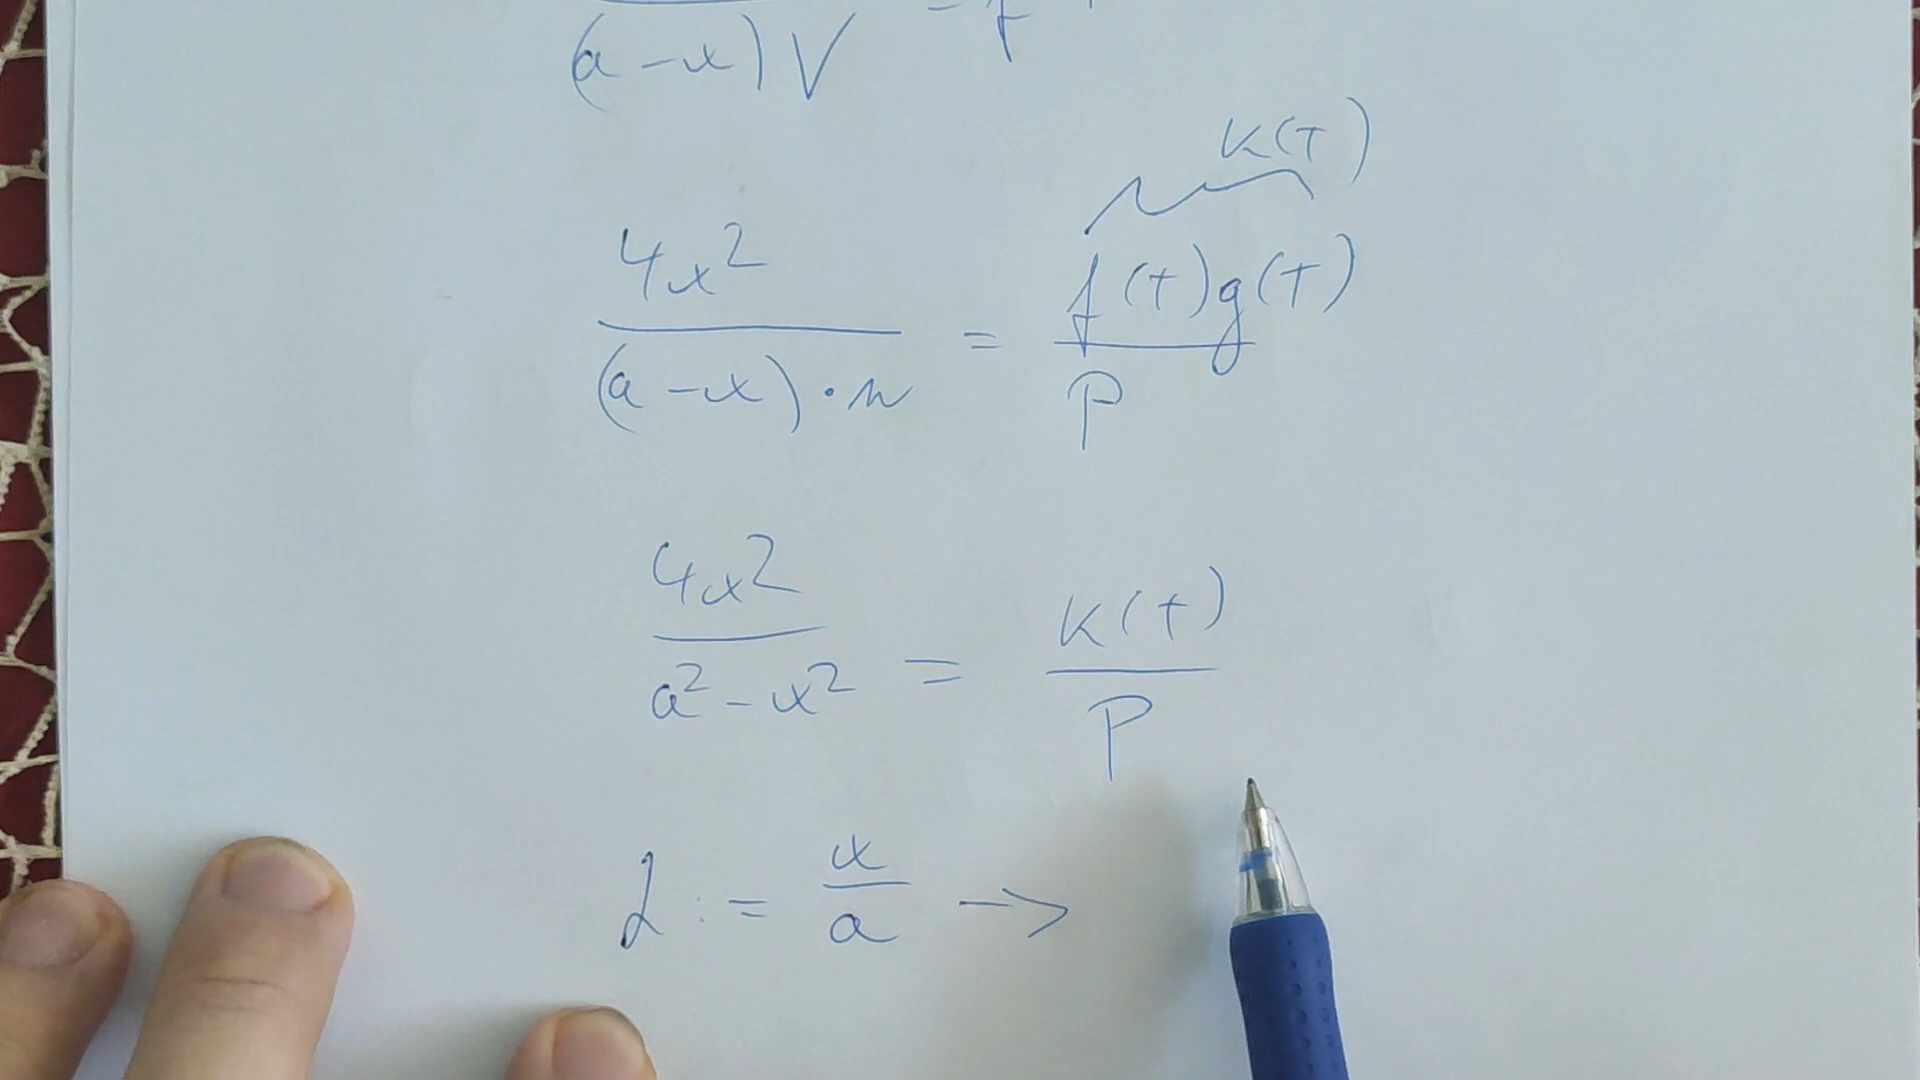 (a-x)V
K(T)
4x² / (a-x)·n = f(T)g(T) / P
4x² / a²-x² = K(T) / P
α := x / a →